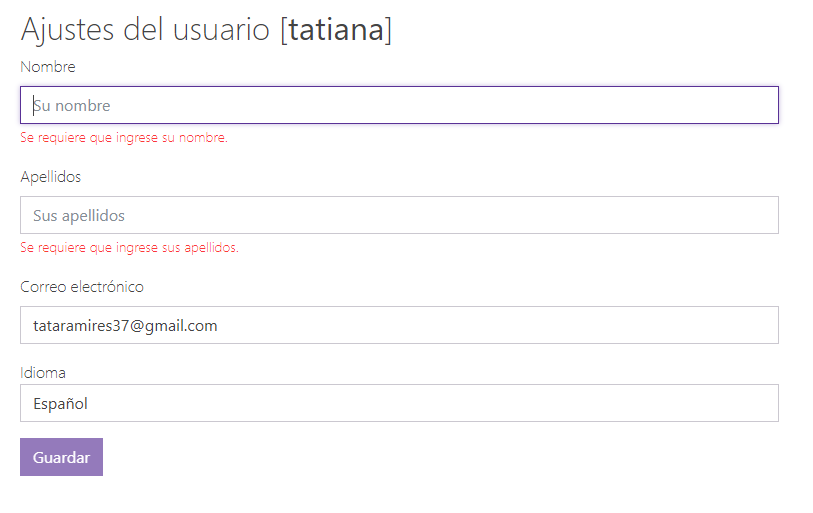 Ajustes del usuario [tatiana]
Nombre
Su nombre
Se requiere que ingrese su nombre.
Apellidos
Sus apellidos
Se requiere que ingrese sus apellidos.
Correo electrónico
tataramires37@gmail.com
Idioma
Español
Guardar